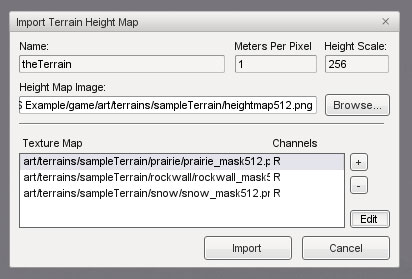 Import Terrain Height Map
Name: Meters Per Pixel Height Scale:
theTerrain 1 256
Height Map Image:
Example/game/art/terrains/sampleTerrain/heightmap512.png Browse...
Texture Map Channels
art/terrains/sampleTerrain/prairie/prairie_mask512.p R +
art/terrains/sampleTerrain/rockwall/rockwall_mask5 R -
art/terrains/sampleTerrain/snow/snow_mask512.p R
Edit
Import Cancel